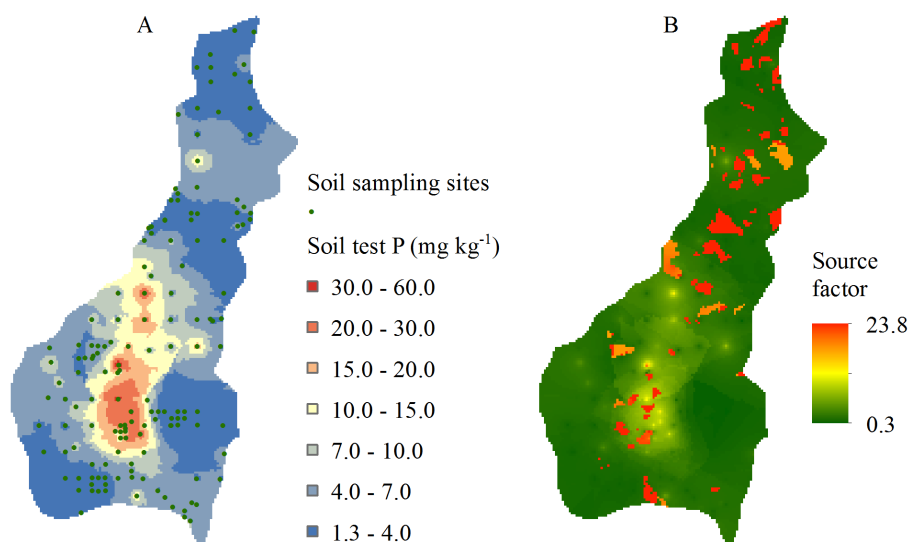 A
B
Soil sampling sites
Soil test P (mg kg⁻¹)
30.0 - 60.0
20.0 - 30.0
15.0 - 20.0
10.0 - 15.0
7.0 - 10.0
4.0 - 7.0
1.3 - 4.0
Source
factor
23.8
0.3